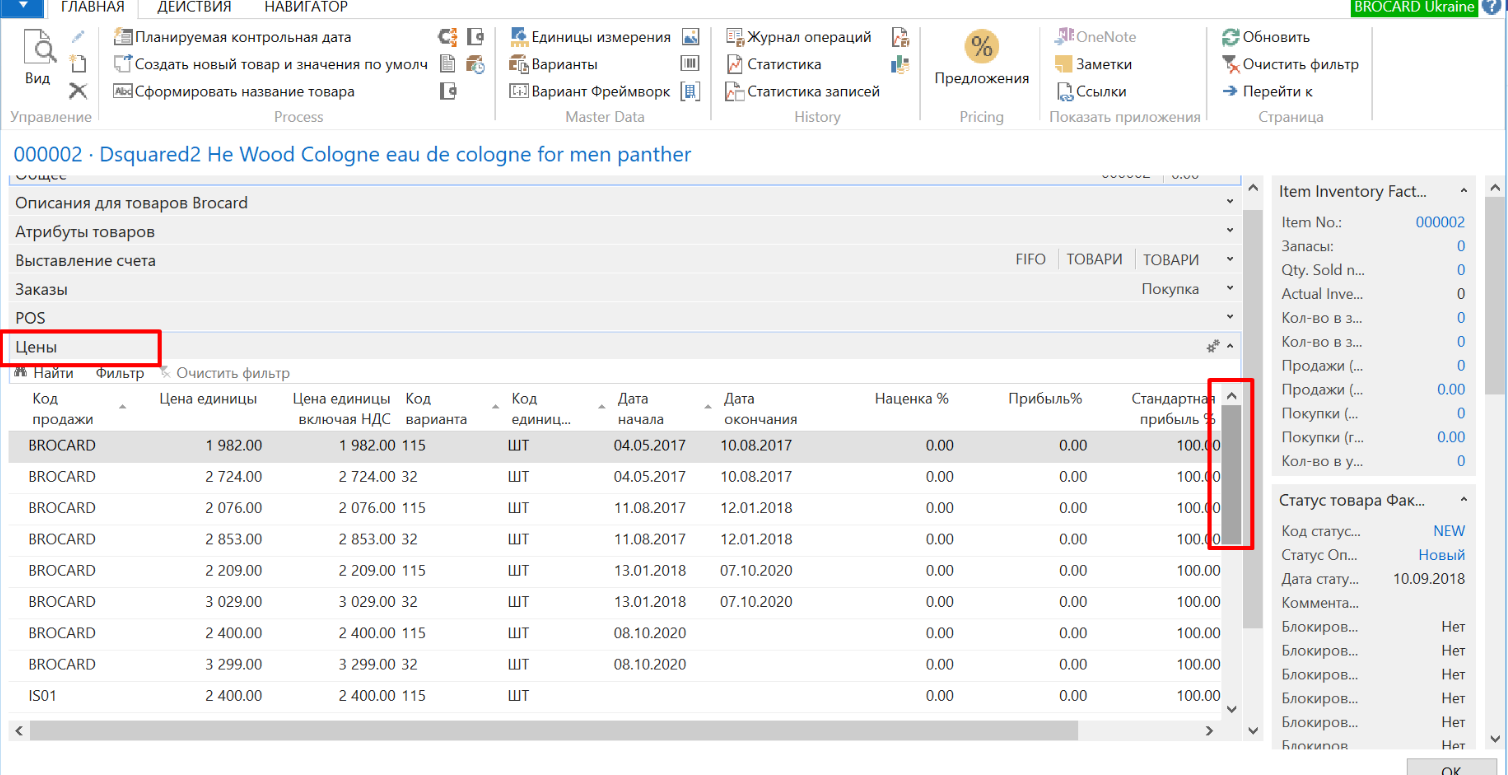 ГЛАВНАЯ ДЕЙСТВИЯ НАВИГАТОР BROCARD Ukraine ?
Вид
Управление
Планируемая контрольная дата
Создать новый товар и значения по умолч
Abc Сформировать название товара
Process
Единицы измерения
Варианты
Вариант Фреймворк
Master Data
Журнал операций
Статистика
Статистика записей
History
%
Предложения
Pricing
OneNote
Заметки
Ссылки
Показать приложения
Обновить
Очистить фильтр
Перейти к
Страница
000002 · Dsquared2 He Wood Cologne eau de cologne for men panther
Общее 000002 0.00
Описания для товаров Brocard
Атрибуты товаров
Выставление счета FIFO ТОВАРИ ТОВАРИ
Заказы Покупка
POS
Цены
Найти Фильтр Очистить фильтр
Код продажи Цена единицы Цена единицы включая НДС Код варианта Код единиц... Дата начала Дата окончания Наценка % Прибыль% Стандартная прибыль %
BROCARD 1 982.00 1 982.00 115 ШТ 04.05.2017 10.08.2017 0.00 0.00 100.00
BROCARD 2 724.00 2 724.00 32 ШТ 04.05.2017 10.08.2017 0.00 0.00 100.00
BROCARD 2 076.00 2 076.00 115 ШТ 11.08.2017 12.01.2018 0.00 0.00 100.00
BROCARD 2 853.00 2 853.00 32 ШТ 11.08.2017 12.01.2018 0.00 0.00 100.00
BROCARD 2 209.00 2 209.00 115 ШТ 13.01.2018 07.10.2020 0.00 0.00 100.00
BROCARD 3 029.00 3 029.00 32 ШТ 13.01.2018 07.10.2020 0.00 0.00 100.00
BROCARD 2 400.00 2 400.00 115 ШТ 08.10.2020 0.00 0.00 100.00
BROCARD 3 299.00 3 299.00 32 ШТ 08.10.2020 0.00 0.00 100.00
IS01 2 400.00 2 400.00 115 ШТ 0.00 0.00 100.00
Item Inventory Fact...
Item No.: 000002
Запасы: 0
Qty. Sold n... 0
Actual Inve... 0
Кол-во в з... 0
Кол-во в з... 0
Продажи (... 0
Продажи (... 0.00
Покупки (... 0
Покупки (г... 0.00
Кол-во в у... 0
Статус товара Фак...
Код статус... NEW
Статус Оп... Новый
Дата стату... 10.09.2018
Коммента...
Блокиров... Нет
Блокиров... Нет
Блокиров... Нет
Блокиров... Нет
Блокиров... Нет
Блокиров... Нет
OK